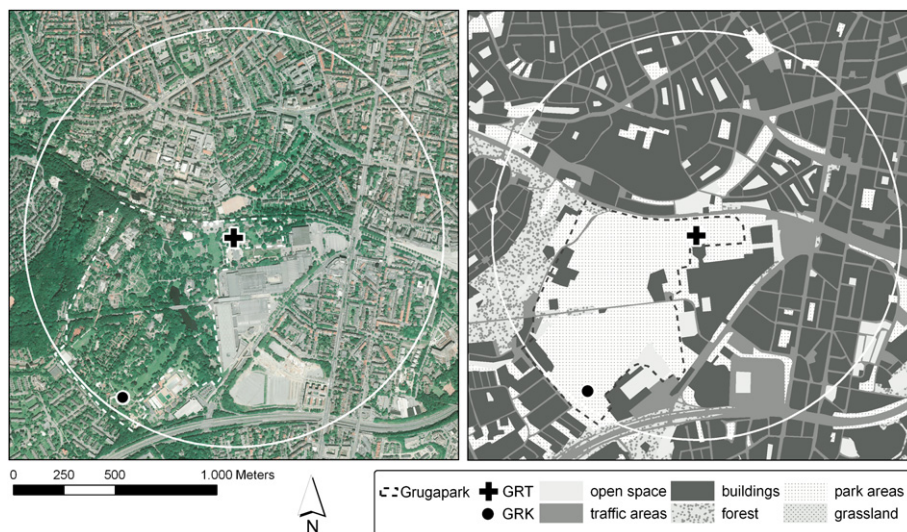 0 250 500 1.000 Meters
N
Grugapark GRT open space buildings park areas
GRK traffic areas forest grassland